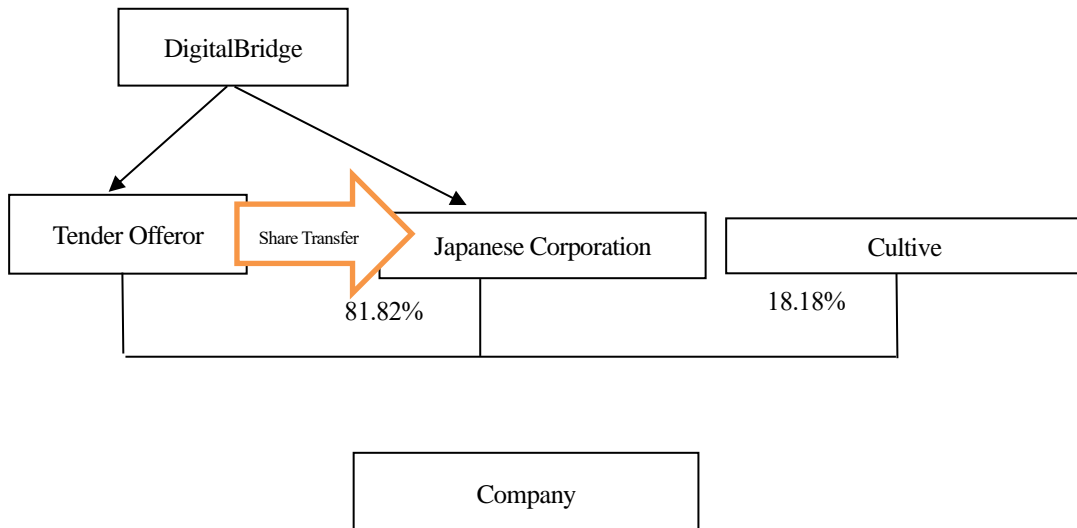 DigitalBridge
Tender Offeror
Share Transfer
Japanese Corporation
Cultive
81.82%
18.18%
Company